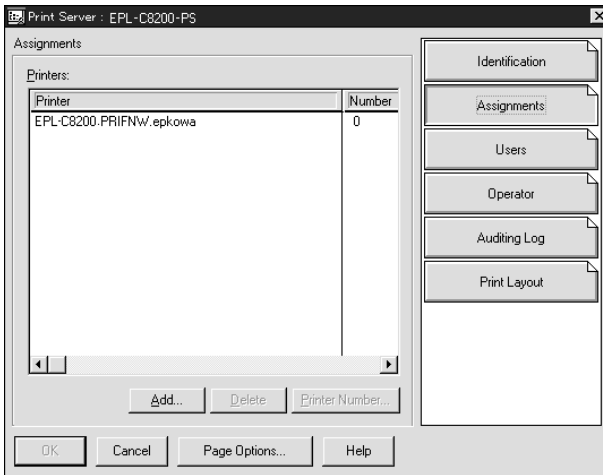 Print Server : EPL-C8200-PS
Assignments
Printers:
Printer Number
EPL-C8200.PRIFNW.epkowa 0
Add... Delete Printer Number...
OK Cancel Page Options... Help
Identification
Assignments
Users
Operator
Auditing Log
Print Layout